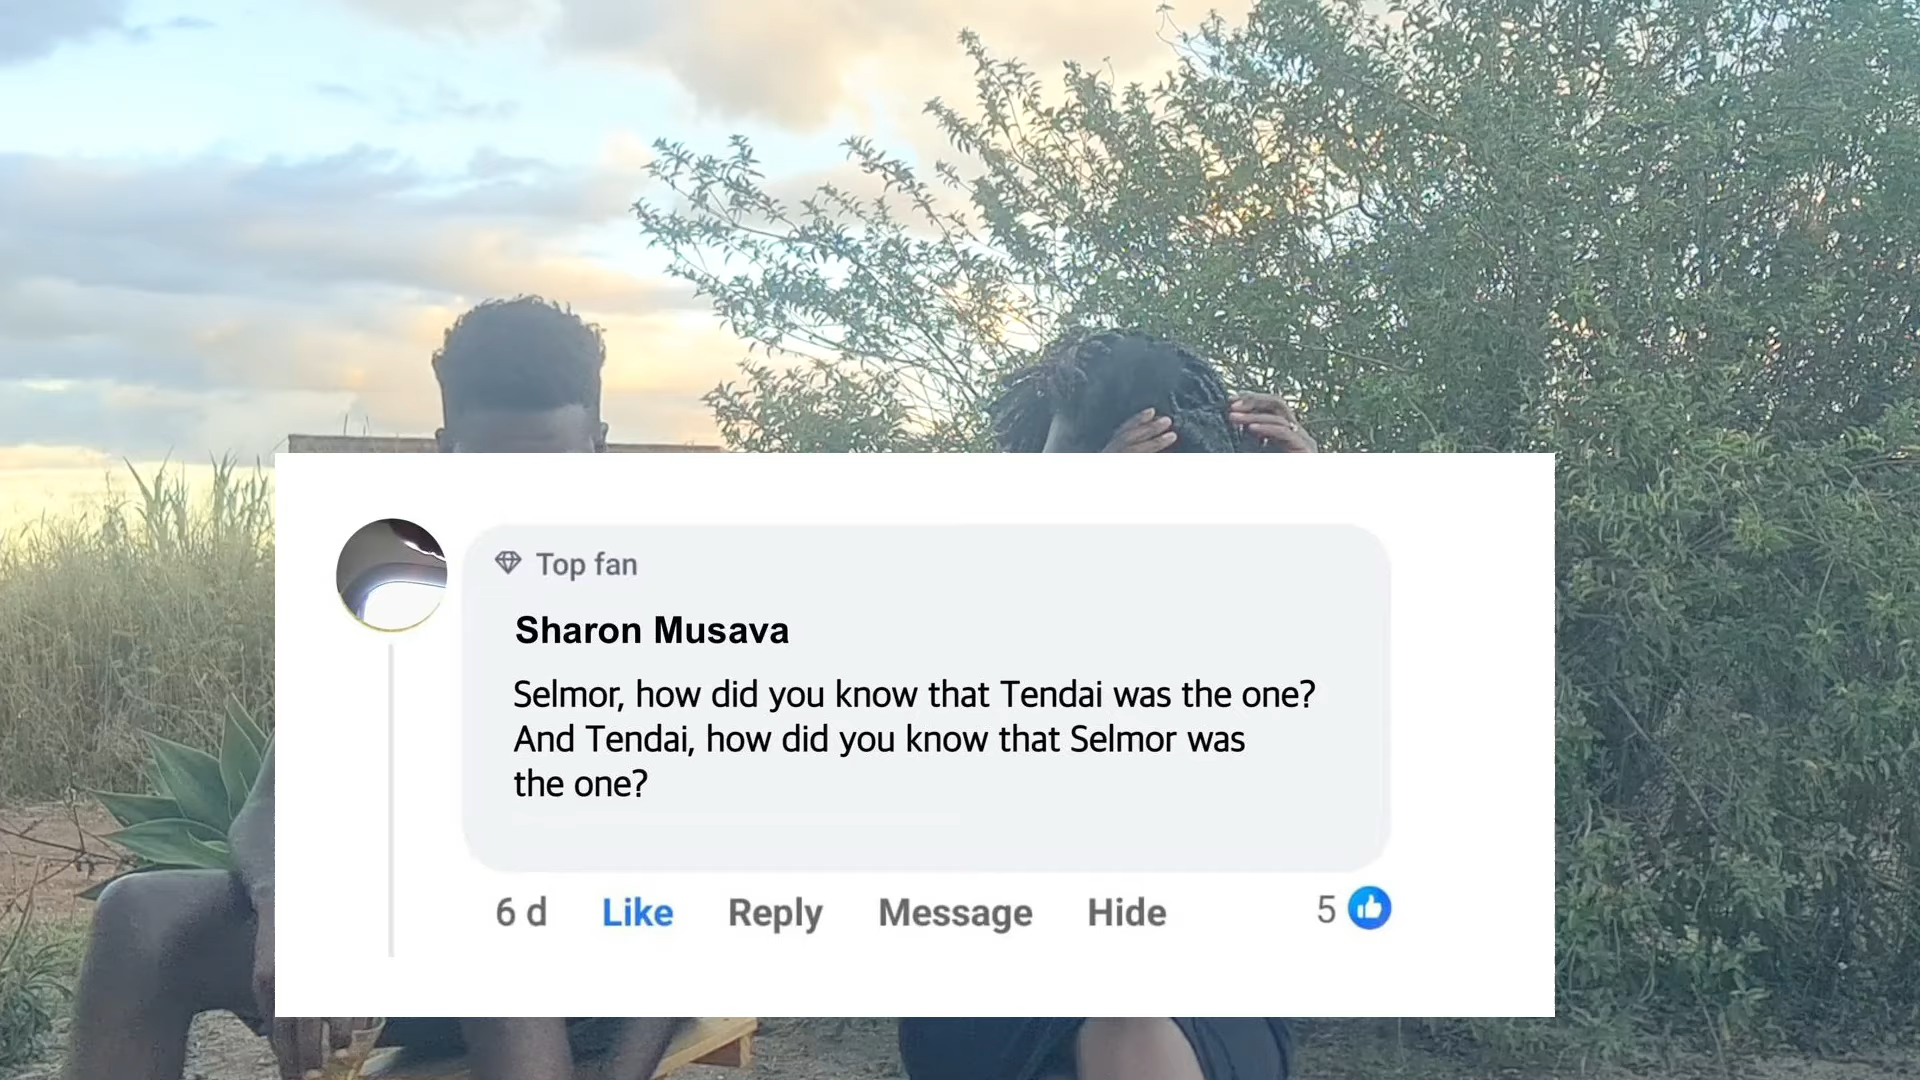 Top fan
Sharon Musava
Selmor, how did you know that Tendai was the one?
And Tendai, how did you know that Selmor was
the one?
6 d Like Reply Message Hide 5